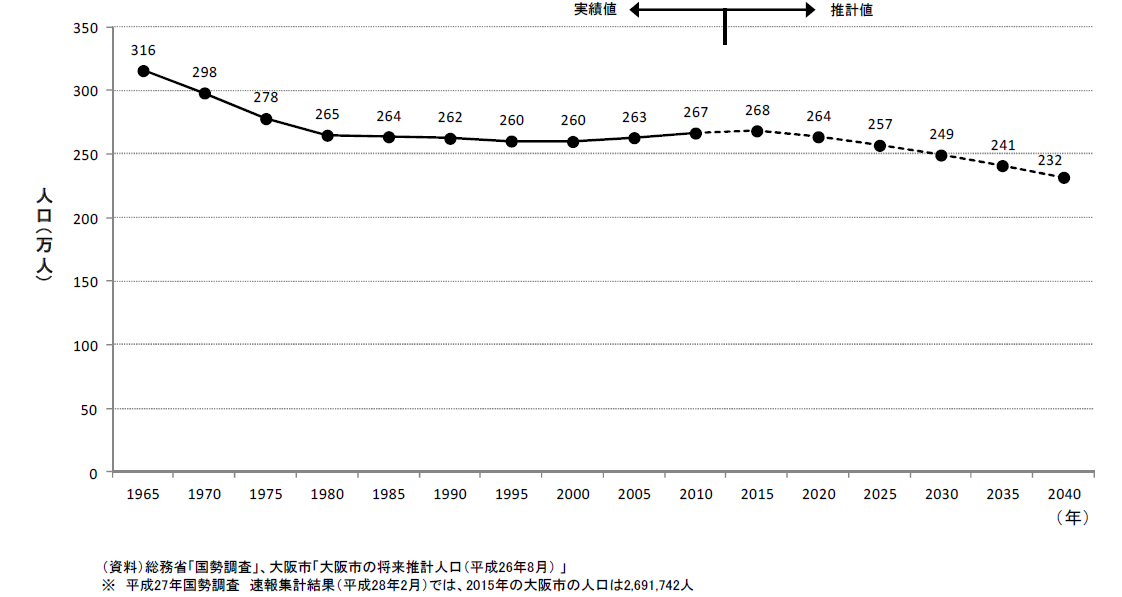 実績値 推計値
350
300
250
200
150
100
50
0
人口(万人)
316 298 278 265 264 262 260 260 263 267 268 264 257 249 241 232
1965 1970 1975 1980 1985 1990 1995 2000 2005 2010 2015 2020 2025 2030 2035 2040
(年)
(資料)総務省「国勢調査」、大阪市「大阪市の将来推計人口(平成26年8月) 」
※ 平成27年国勢調査 速報集計結果(平成28年2月)では、2015年の大阪市の人口は2,691,742人